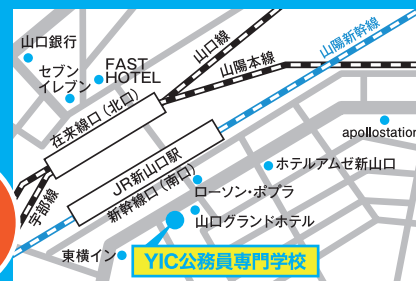 山口銀行
セブン
イレブン
FAST
HOTEL
山口線
山陽本線
山陽新幹線
在来線口(北口)
apollostation
JR新山口駅
新幹線口(南口)
宇部線
ホテルアムゼ新山口
ローソン・ポプラ
山口グランドホテル
東横イン
YIC公務員専門学校